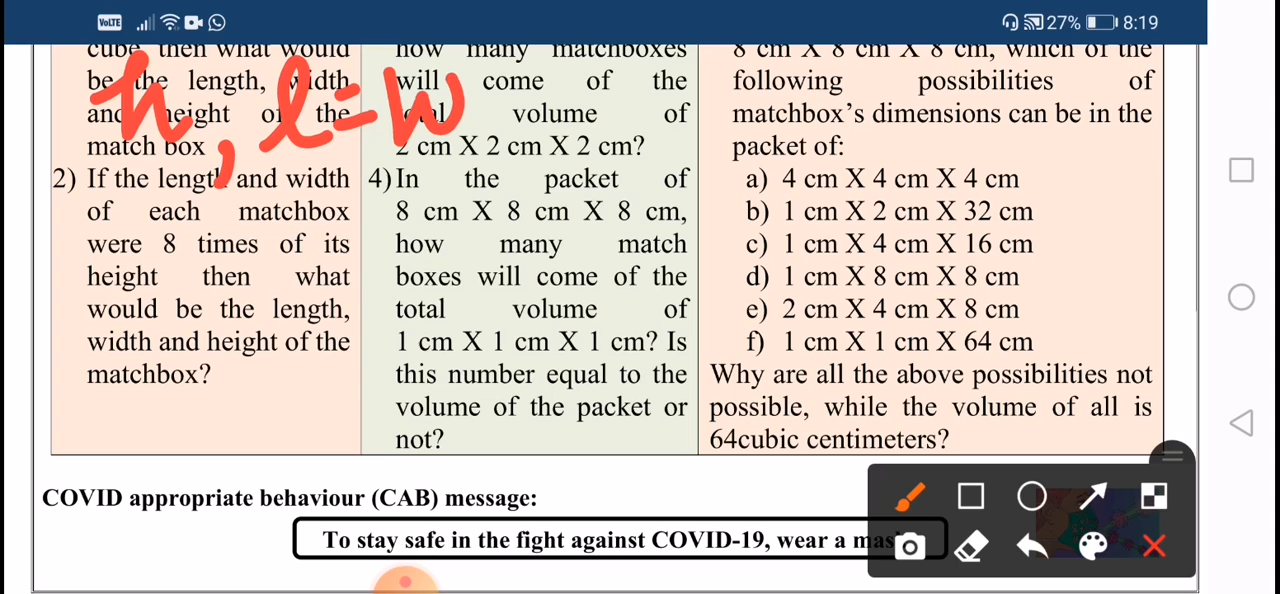 VoLTE
27% 8:19
cube then what would
be the length, width
and height of the
match box
2) If the length and width
of each matchbox
were 8 times of its
height then what
would be the length,
width and height of the
matchbox?
how many matchboxes
will come of the
volume of
2 cm X 2 cm X 2 cm?
4) In the packet of
8 cm X 8 cm X 8 cm,
how many match
boxes will come of the
total volume of
1 cm X 1 cm X 1 cm? Is
this number equal to the
volume of the packet or
not?
8 cm X 8 cm X 8 cm, which of the
following possibilities of
matchbox’s dimensions can be in the
packet of:
a) 4 cm X 4 cm X 4 cm
b) 1 cm X 2 cm X 32 cm
c) 1 cm X 4 cm X 16 cm
d) 1 cm X 8 cm X 8 cm
e) 2 cm X 4 cm X 8 cm
f) 1 cm X 1 cm X 64 cm
Why are all the above possibilities not
possible, while the volume of all is
64cubic centimeters?
h, l = w
COVID appropriate behaviour (CAB) message:
To stay safe in the fight against COVID-19, wear a